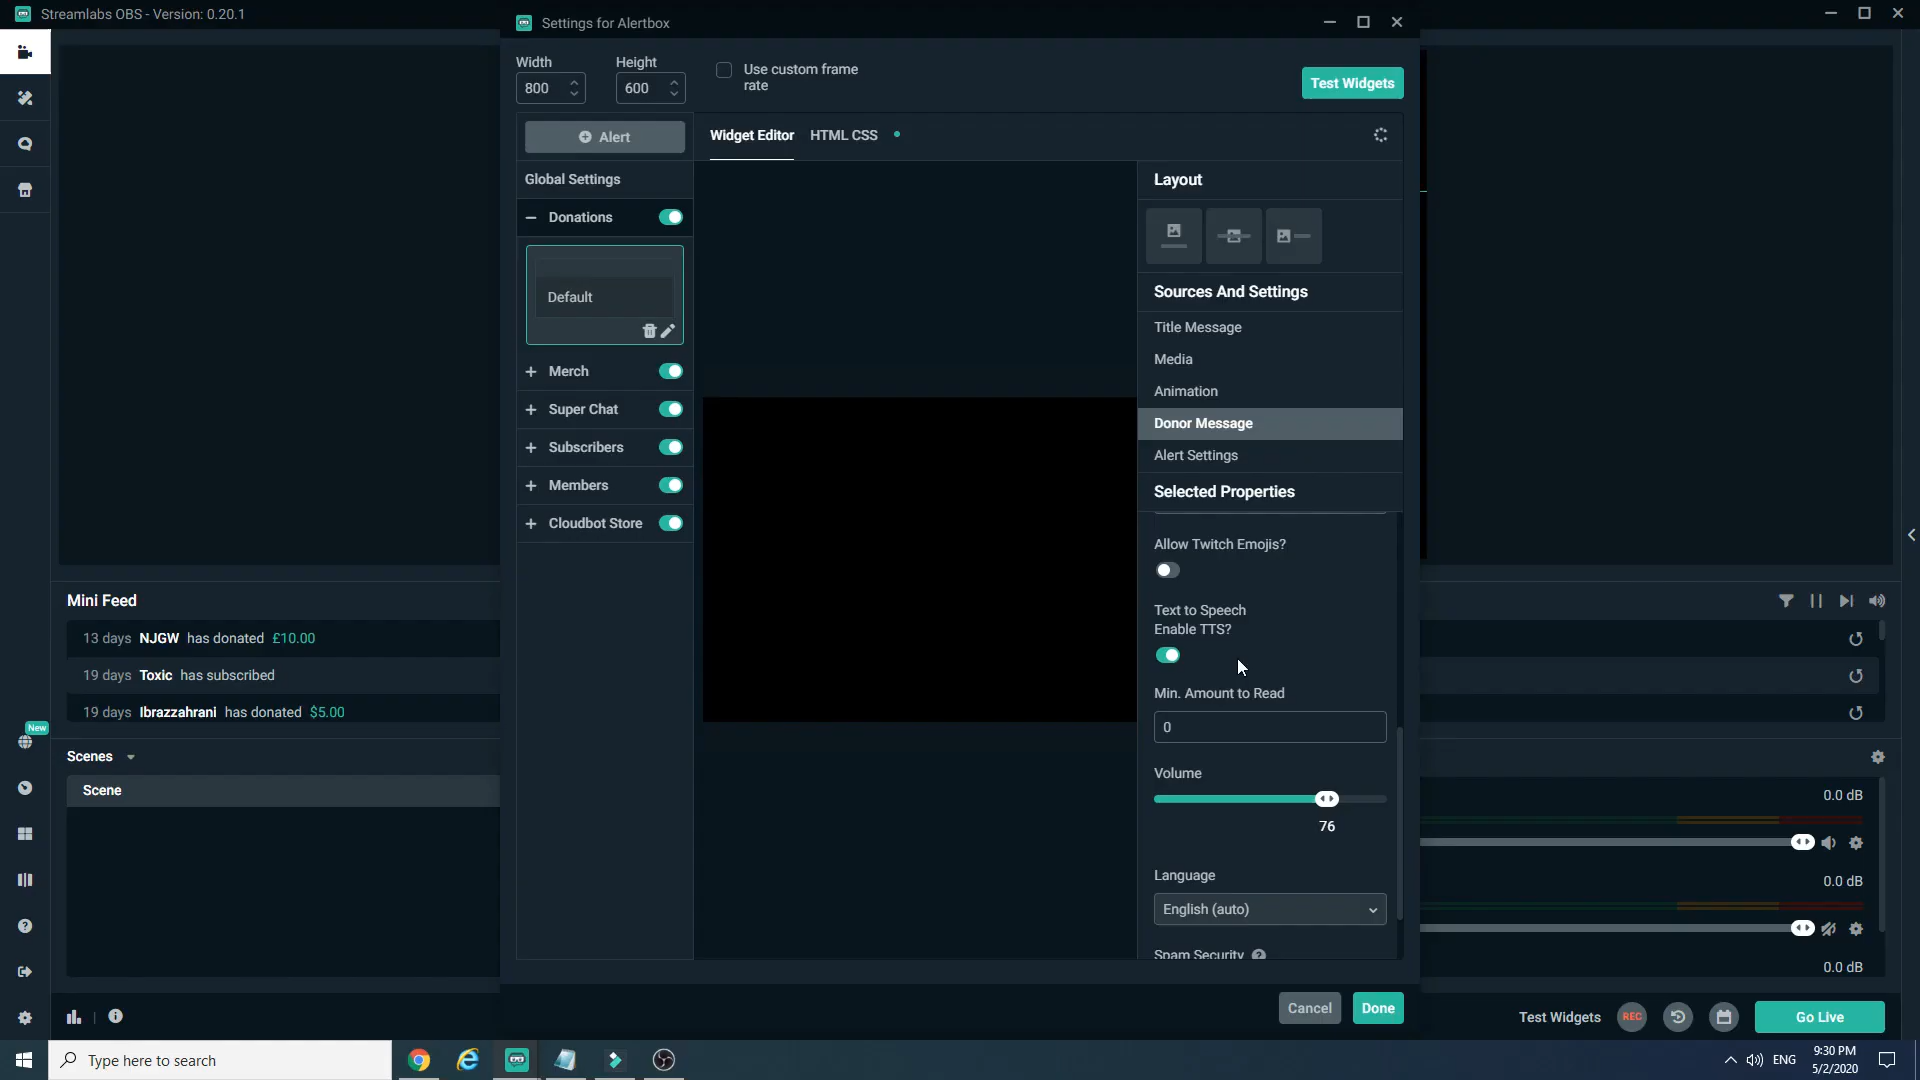 Streamlabs OBS - Version: 0.20.1
Settings for Alertbox
Width
Height
800
600
Use custom frame
rate
Test Widgets
Alert
Widget Editor
HTML CSS
Global Settings
Donations
Default
Merch
Super Chat
Subscribers
Members
Cloudbot Store
Layout
Sources And Settings
Title Message
Media
Animation
Donor Message
Alert Settings
Selected Properties
Allow Twitch Emojis?
Text to Speech
Enable TTS?
Min. Amount to Read
0
Volume
76
Language
English (auto)
Spam Security
Cancel
Done
Mini Feed
13 days NJGW has donated £10.00
19 days Toxic has subscribed
19 days Ibrazzahrani has donated $5.00
New
Scenes
Scene
0.0 dB
0.0 dB
0.0 dB
Test Widgets
REC
Go Live
Type here to search
ENG
9:30 PM
5/2/2020